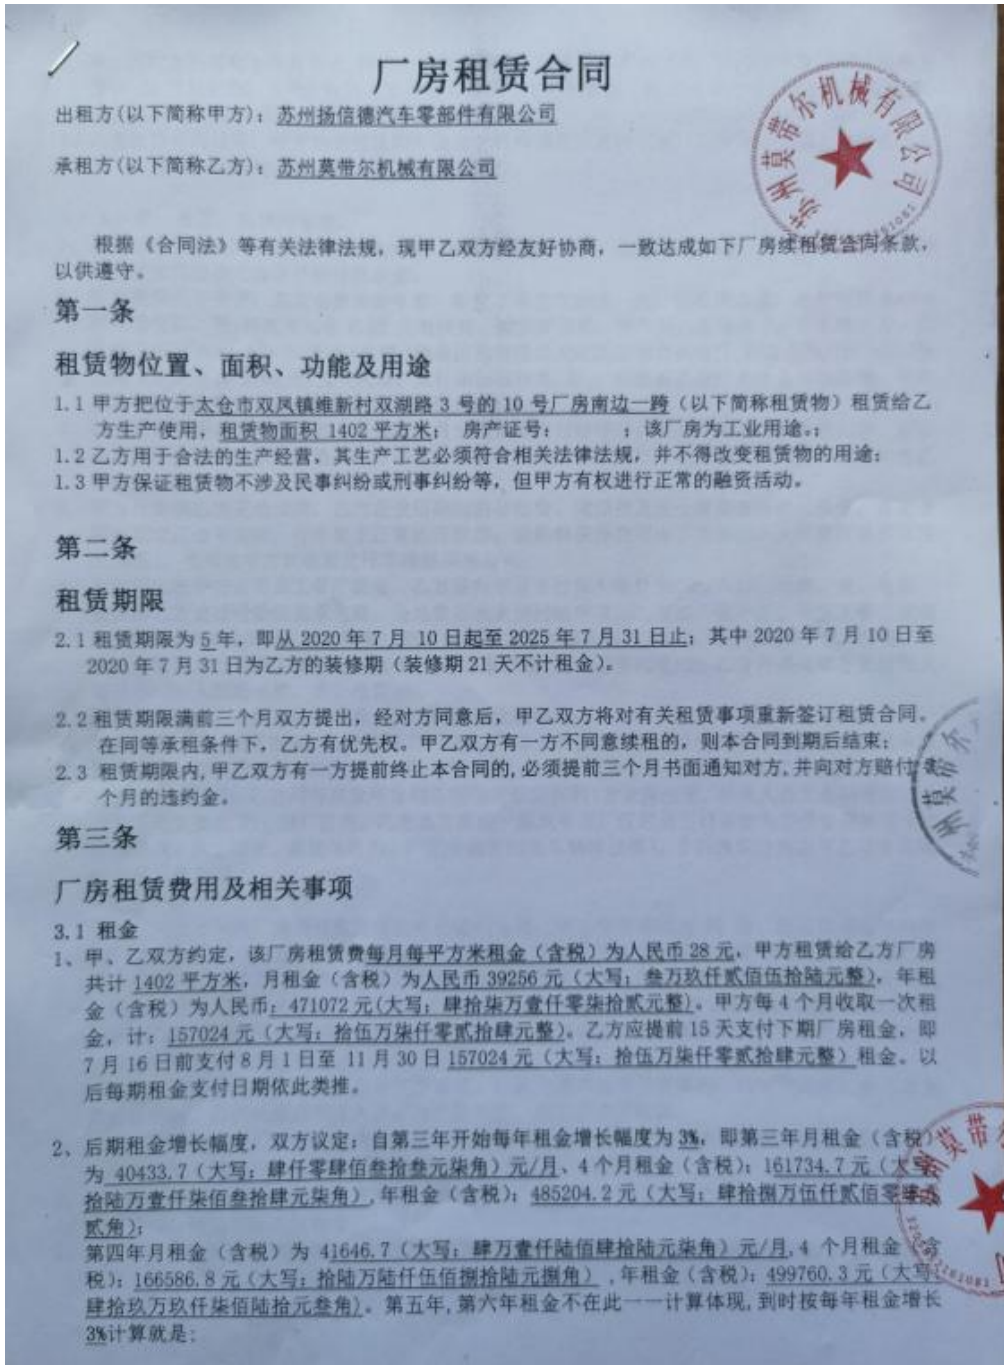 厂房租赁合同
出租方(以下简称甲方)：苏州扬信德汽车零部件有限公司
承租方(以下简称乙方)：苏州莫带尔机械有限公司
苏州莫带尔机械有限公司
根据《合同法》等有关法律法规，现甲乙双方经友好协商，一致达成如下厂房续租赁合同条款，
以供遵守。
第一条
租赁物位置、面积、功能及用途
1.1 甲方把位于太仓市双凤镇维新村双湖路 3 号的 10 号厂房南边一跨（以下简称租赁物）租赁给乙
方生产使用，租赁物面积 1402 平方米； 房产证号： ；该厂房为工业用途。；
1.2 乙方用于合法的生产经营，其生产工艺必须符合相关法律法规，并不得改变租赁物的用途；
1.3 甲方保证租赁物不涉及民事纠纷或刑事纠纷等，但甲方有权进行正常的融资活动。
第二条
租赁期限
2.1 租赁期限为 5 年，即从 2020 年 7 月 10 日起至 2025 年 7 月 31 日止；其中 2020 年 7 月 10 日至
2020 年 7 月 31 日为乙方的装修期（装修期 21 天不计租金）。
2.2 租赁期限满前三个月双方提出，经对方同意后，甲乙双方将对有关租赁事项重新签订租赁合同。
在同等承租条件下，乙方有优先权。甲乙双方有一方不同意续租的，则本合同到期后结束；
2.3 租赁期限内,甲乙双方有一方提前终止本合同的,必须提前三个月书面通知对方,并向对方赔付
个月的违约金。
州莫带尔
第三条
厂房租赁费用及相关事项
3.1 租金
1、甲、乙双方约定，该厂房租赁费每月每平方米租金（含税）为人民币 28 元，甲方租赁给乙方厂房
共计 1402 平方米，月租金（含税）为人民币 39256 元（大写：叁万玖仟贰佰伍拾陆元整），年租
金（含税）为人民币：471072 元(大写：肆拾柒万壹仟零柒拾贰元整)。甲方每 4 个月收取一次租
金，计：157024 元（大写：拾伍万柒仟零贰拾肆元整）。乙方应提前 15 天支付下期厂房租金，即
7 月 16 日前支付 8 月 1 日至 11 月 30 日 157024 元（大写：拾伍万柒仟零贰拾肆元整）租金。以
后每期租金支付日期依此类推。
2、后期租金增长幅度，双方议定：自第三年开始每年租金增长幅度为 3%，即第三年月租金（含税）
为 40433.7（大写：肆仟零肆佰叁拾叁元柒角）元/月、4 个月租金（含税）：161734.7 元（大写：
拾陆万壹仟柒佰叁拾肆元柒角）,年租金（含税）：485204.2 元（大写：肆拾捌万伍仟贰佰零肆元
贰角）；
第四年月租金（含税）为 41646.7（大写：肆万壹仟陆佰肆拾陆元柒角）元/月,4 个月租金（含
税）：166586.8 元（大写：拾陆万陆仟伍佰捌拾陆元捌角） ,年租金（含税）：499760.3 元（大写：
肆拾玖万玖仟柒佰陆拾元叁角)。第五年,第六年租金不在此一一计算体现,到时按每年租金增长
3%计算就是；
州莫带